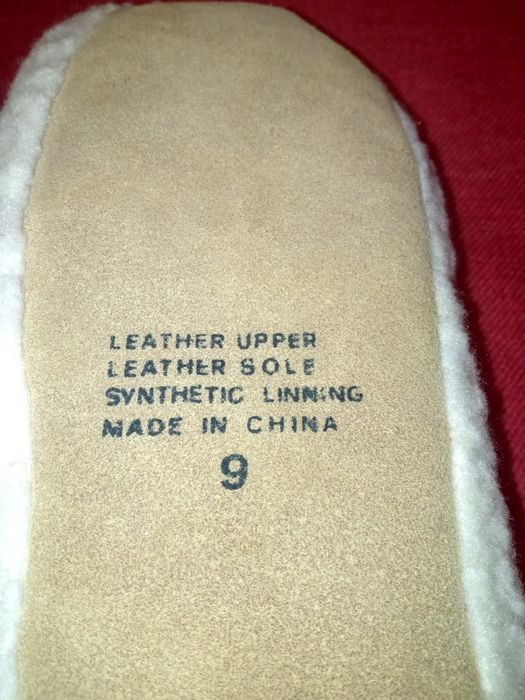 LEATHER UPPER
LEATHER SOLE
SYNTHETIC LINNING
MADE IN CHINA
9